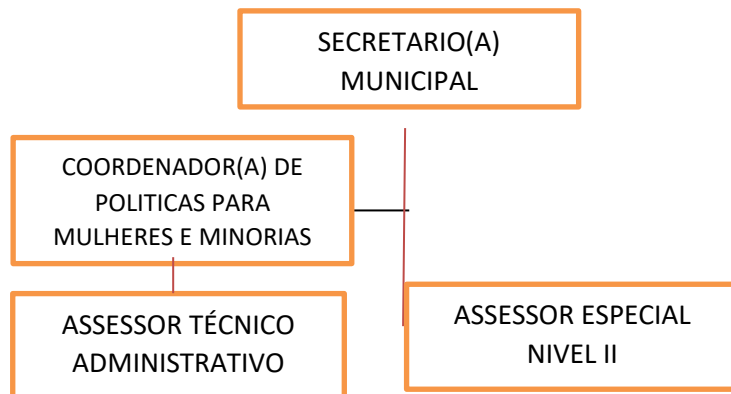 SECRETARIO(A)
MUNICIPAL
COORDENADOR(A) DE
POLITICAS PARA
MULHERES E MINORIAS
ASSESSOR TÉCNICO
ADMINISTRATIVO
ASSESSOR ESPECIAL
NIVEL II